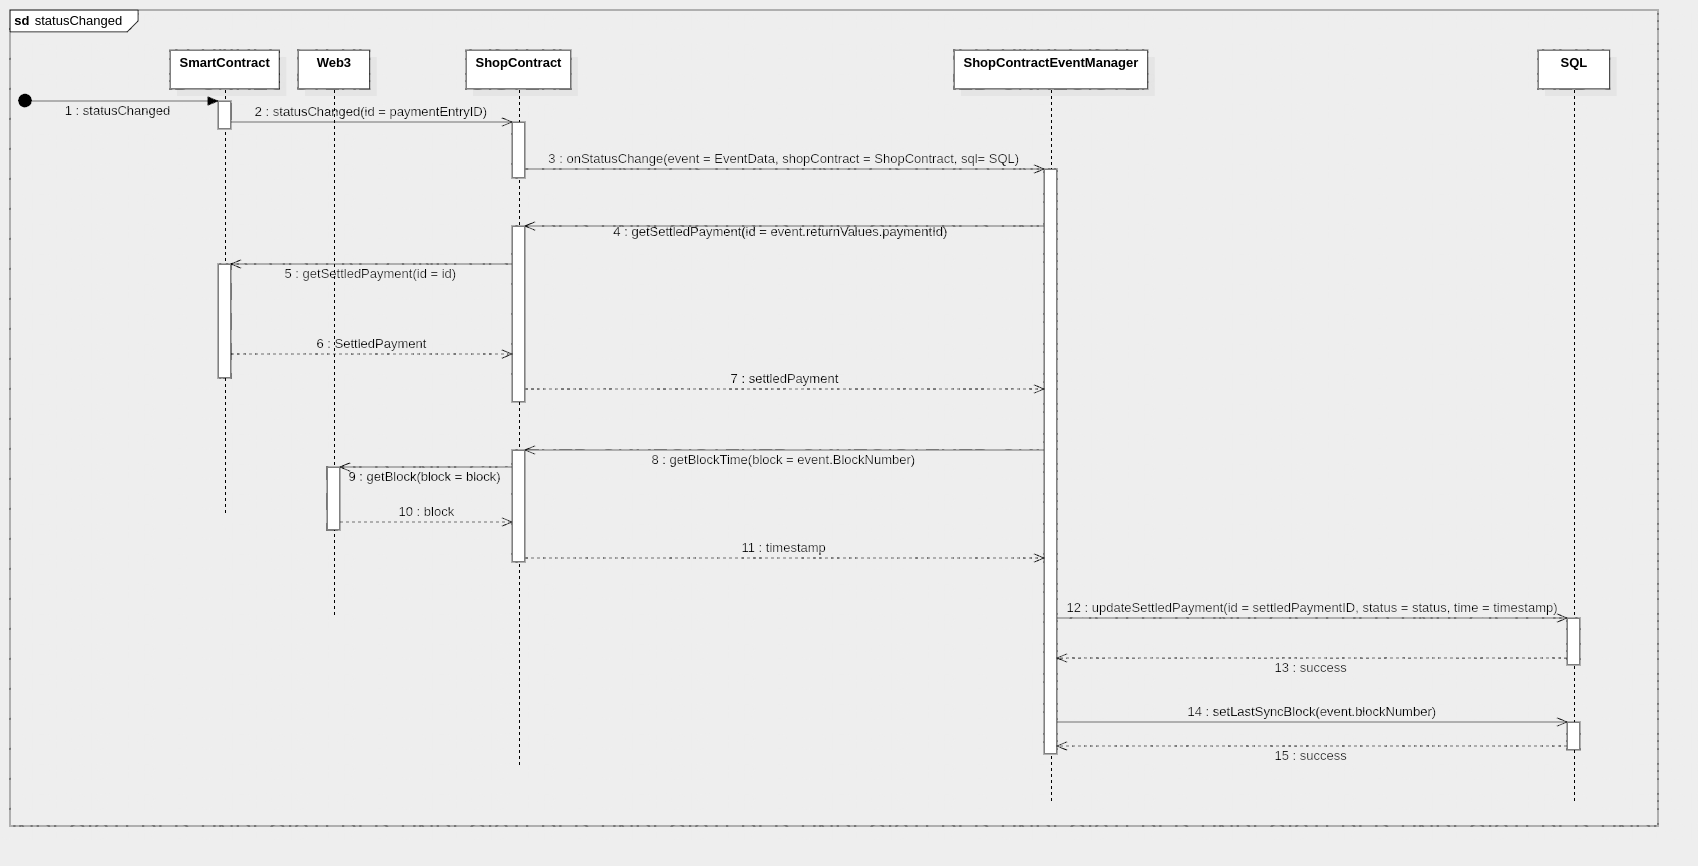 sd statusChanged
SmartContract
Web3
ShopContract
ShopContractEventManager
SQL
1 : statusChanged
2 : statusChanged(id = paymentEntryID)
3 : onStatusChange(event = EventData, shopContract = ShopContract, sql= SQL)
4 : getSettledPayment(id = event.returnValues.paymentId)
5 : getSettledPayment(id = id)
6 : SettledPayment
7 : settledPayment
8 : getBlockTime(block = event.BlockNumber)
9 : getBlock(block = block)
10 : block
11 : timestamp
12 : updateSettledPayment(id = settledPaymentID, status = status, time = timestamp)
13 : success
14 : setLastSyncBlock(event.blockNumber)
15 : success